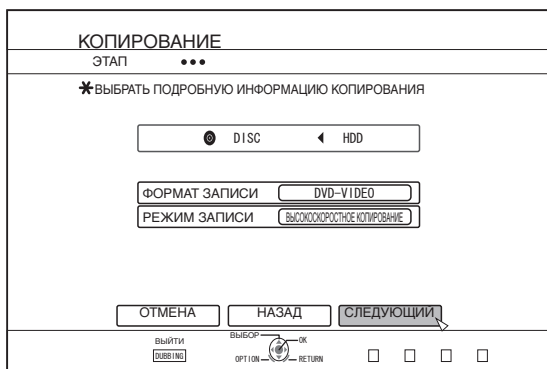 КОПИРОВАНИЕ
ЭТАП
ВЫБРАТЬ ПОДРОБНУЮ ИНФОРМАЦИЮ КОПИРОВАНИЯ
DISC HDD
ФОРМАТ ЗАПИСИ DVD-VIDEO
РЕЖИМ ЗАПИСИ ВЫСОКОСКОРОСТНОЕ КОПИРОВАНИЕ
ОТМЕНА НАЗАД СЛЕДУЮЩИЙ
ВЫЙТИ ВЫБОР OK
DUBBING OPTION RETURN